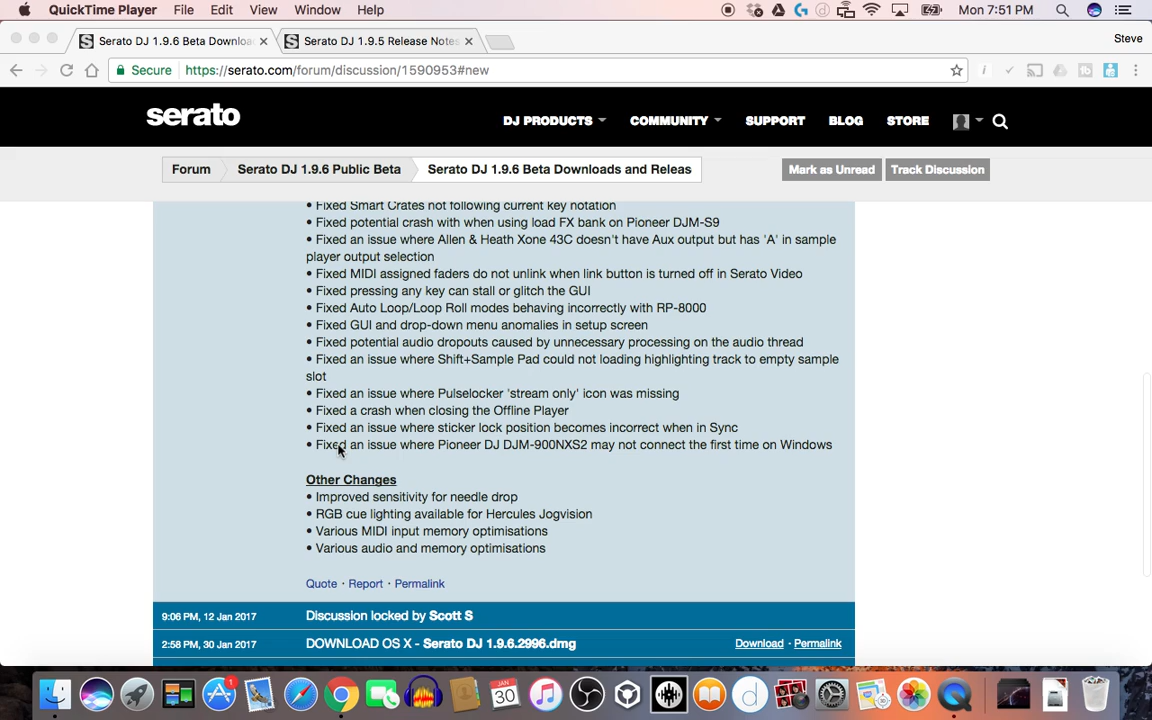 QuickTime Player File Edit View Window Help Mon 7:51 PM
Serato DJ 1.9.6 Beta Downloa Serato DJ 1.9.5 Release Notes Steve
Secure https://serato.com/forum/discussion/1590953#new
serato DJ PRODUCTS COMMUNITY SUPPORT BLOG STORE
Forum Serato DJ 1.9.6 Public Beta Serato DJ 1.9.6 Beta Downloads and Releas Mark as Unread Track Discussion
• Fixed Smart Crates not following current key notation
• Fixed potential crash with when using load FX bank on Pioneer DJM-S9
• Fixed an issue where Allen & Heath Xone 43C doesn't have Aux output but has 'A' in sample
player output selection
• Fixed MIDI assigned faders do not unlink when link button is turned off in Serato Video
• Fixed pressing any key can stall or glitch the GUI
• Fixed Auto Loop/Loop Roll modes behaving incorrectly with RP-8000
• Fixed GUI and drop-down menu anomalies in setup screen
• Fixed potential audio dropouts caused by unnecessary processing on the audio thread
• Fixed an issue where Shift+Sample Pad could not loading highlighting track to empty sample
slot
• Fixed an issue where Pulselocker 'stream only' icon was missing
• Fixed a crash when closing the Offline Player
• Fixed an issue where sticker lock position becomes incorrect when in Sync
• Fixed an issue where Pioneer DJ DJM-900NXS2 may not connect the first time on Windows
Other Changes
• Improved sensitivity for needle drop
• RGB cue lighting available for Hercules Jogvision
• Various MIDI input memory optimisations
• Various audio and memory optimisations
Quote · Report · Permalink
9:06 PM, 12 Jan 2017 Discussion locked by Scott S
2:58 PM, 30 Jan 2017 DOWNLOAD OS X - Serato DJ 1.9.6.2996.dmg Download · Permalink
1 JAN 30